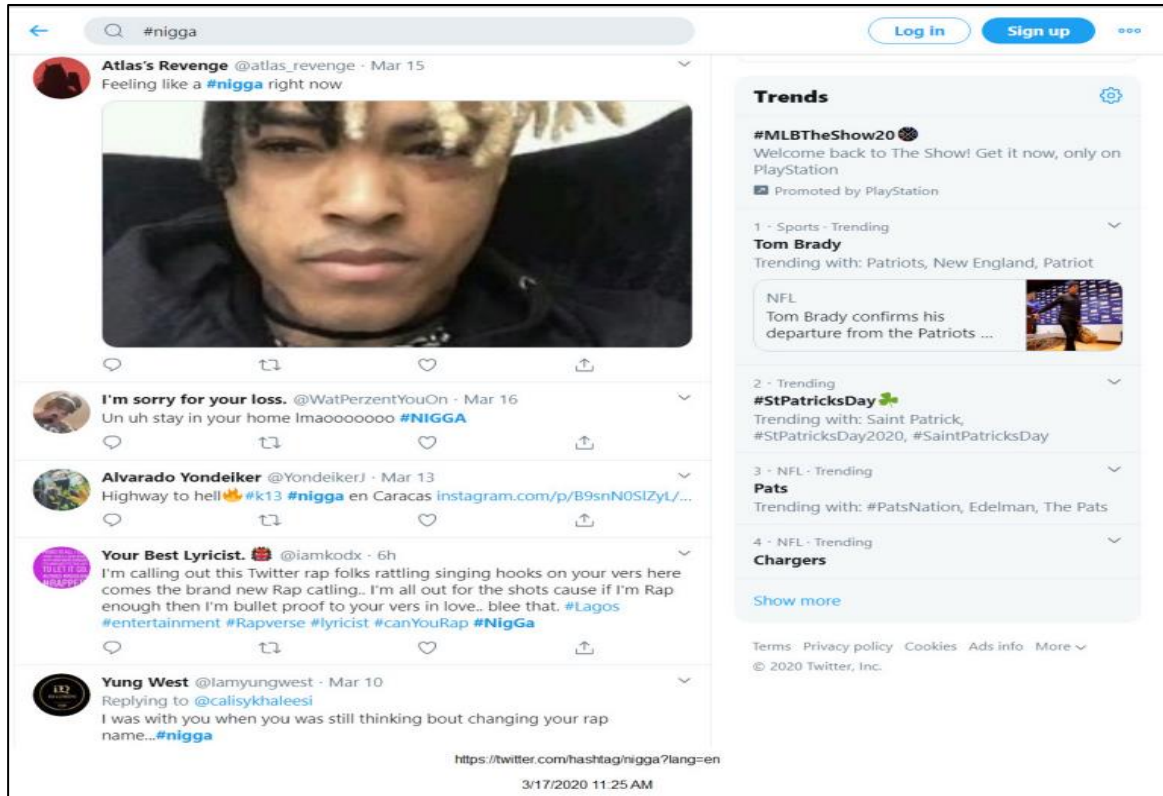 #nigga
Log in
Sign up
Atlas's Revenge @atlas_revenge · Mar 15
Feeling like a #nigga right now
I'm sorry for your loss. @WatPerzentYouOn · Mar 16
Un uh stay in your home lmaooooooo #NIGGA
Alvarado Yondeiker @YondeikerJ · Mar 13
Highway to hell🔥#k13 #nigga en Caracas instagram.com/p/B9snN0SlZyL/...
Your Best Lyricist. @iamkodx · 6h
I'm calling out this Twitter rap folks rattling singing hooks on your vers here
comes the brand new Rap catling.. I'm all out for the shots cause if I'm Rap
enough then I'm bullet proof to your vers in love.. blee that. #Lagos
#entertainment #Rapverse #lyricist #canYouRap #NigGa
Yung West @Iamyungwest · Mar 10
Replying to @calisykhaleesi
I was with you when you was still thinking bout changing your rap
name...#nigga
Trends
#MLBTheShow20
Welcome back to The Show! Get it now, only on
PlayStation
Promoted by PlayStation
1 · Sports · Trending
Tom Brady
Trending with: Patriots, New England, Patriot
NFL
Tom Brady confirms his
departure from the Patriots ...
2 · Trending
#StPatricksDay☘️
Trending with: Saint Patrick,
#StPatricksDay2020, #SaintPatricksDay
3 · NFL · Trending
Pats
Trending with: #PatsNation, Edelman, The Pats
4 · NFL · Trending
Chargers
Show more
Terms Privacy policy Cookies Ads info More
© 2020 Twitter, Inc.
https://twitter.com/hashtag/nigga?lang=en
3/17/2020 11:25 AM